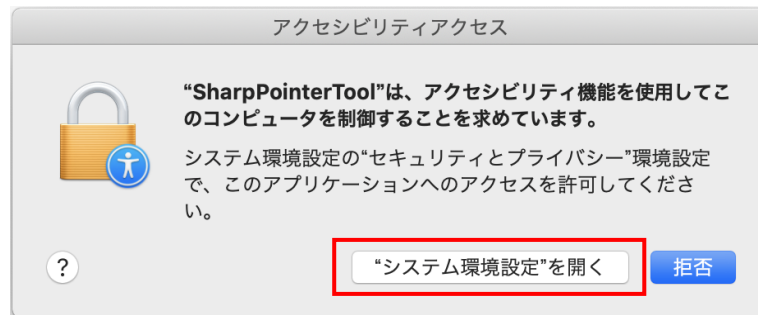 アクセシビリティアクセス
“SharpPointerTool”は、アクセシビリティ機能を使用してこ
のコンピュータを制御することを求めています。
システム環境設定の“セキュリティとプライバシー”環境設定
で、このアプリケーションへのアクセスを許可してくださ
い。
?
“システム環境設定”を開く
拒否